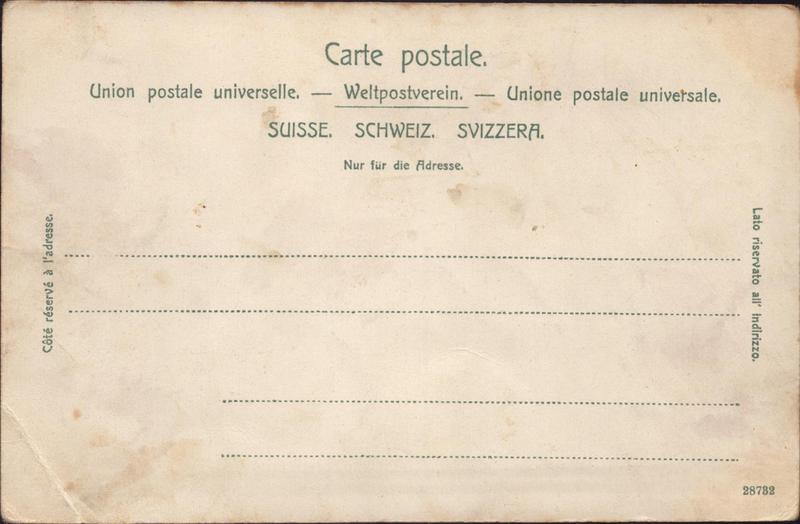 Carte postale.
Union postale universelle. — Weltpostverein. — Unione postale universale.
SUISSE. SCHWEIZ. SVIZZERA.
Nur für die Adresse.
Côté réservé à l'adresse.
Lato riservato all' indirizzo.
28732